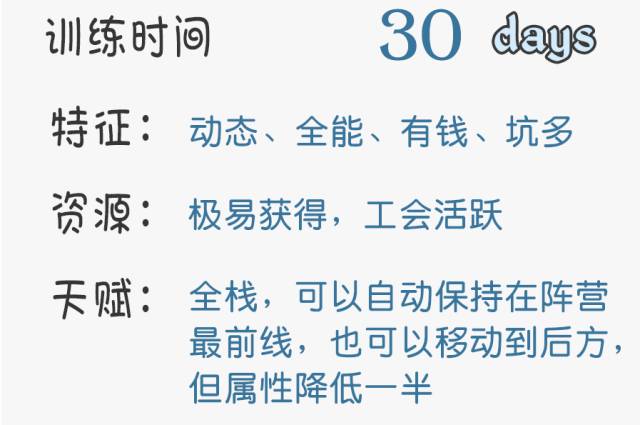 训练时间 30 days
特征： 动态、全能、有钱、坑多
资源： 极易获得，工会活跃
天赋： 全栈，可以自动保持在阵营
最前线，也可以移动到后方，
但属性降低一半